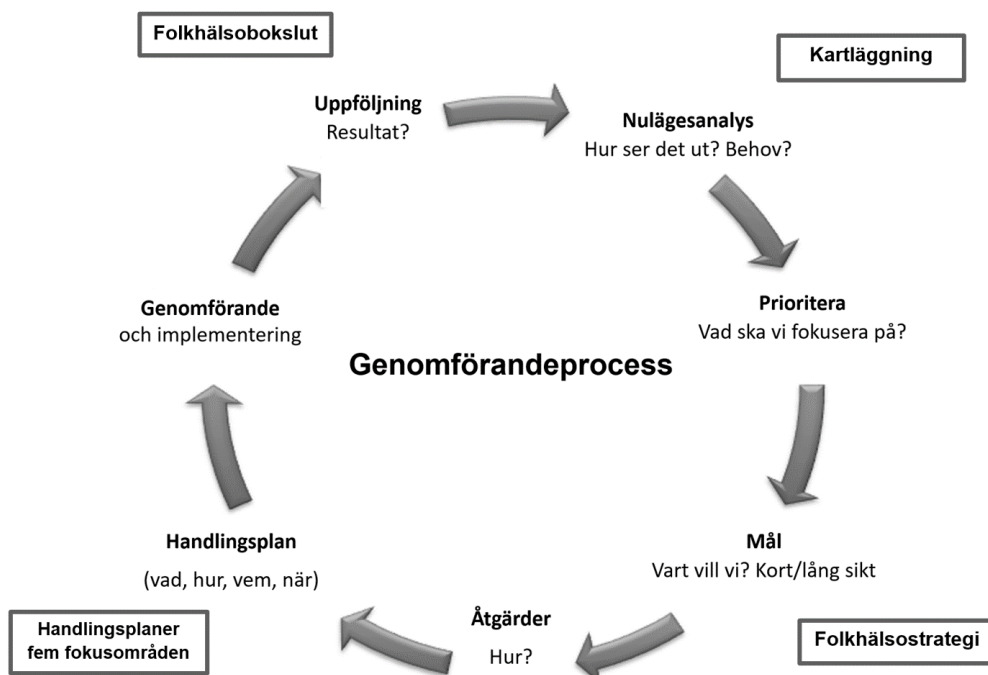 Folkhälsobokslut
Kartläggning
Uppföljning
Resultat?
Nulägesanalys
Hur ser det ut? Behov?
Prioritera
Vad ska vi fokusera på?
Genomförande
och implementering
Genomförandeprocess
Mål
Vart vill vi? Kort/lång sikt
Folkhälsostrategi
Åtgärder
Hur?
Handlingsplan
(vad, hur, vem, när)
Handlingsplaner
fem fokusområden